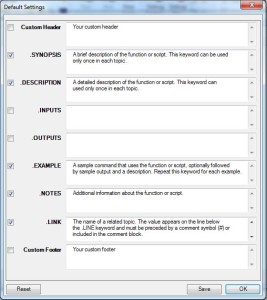 Default Settings
Custom Header
Your custom header
.SYNOPSIS
A brief description of the function or script. This keyword can be used
only once in each topic.
.DESCRIPTION
A detailed description of the function or script. This keyword can
used only once in each topic.
.INPUTS
.OUTPUTS
.EXAMPLE
A sample command that uses the function or script, optionally followed
by sample output and a description. Repeat this keyword for each example.
.NOTES
Additional information about the function or script.
.LINK
The name of a related topic. The value appears on the line below
the .LINK keyword and must be preceded by a comment symbol (#) or
included in the comment block.
Custom Footer
Your custom footer
Reset
Save
OK